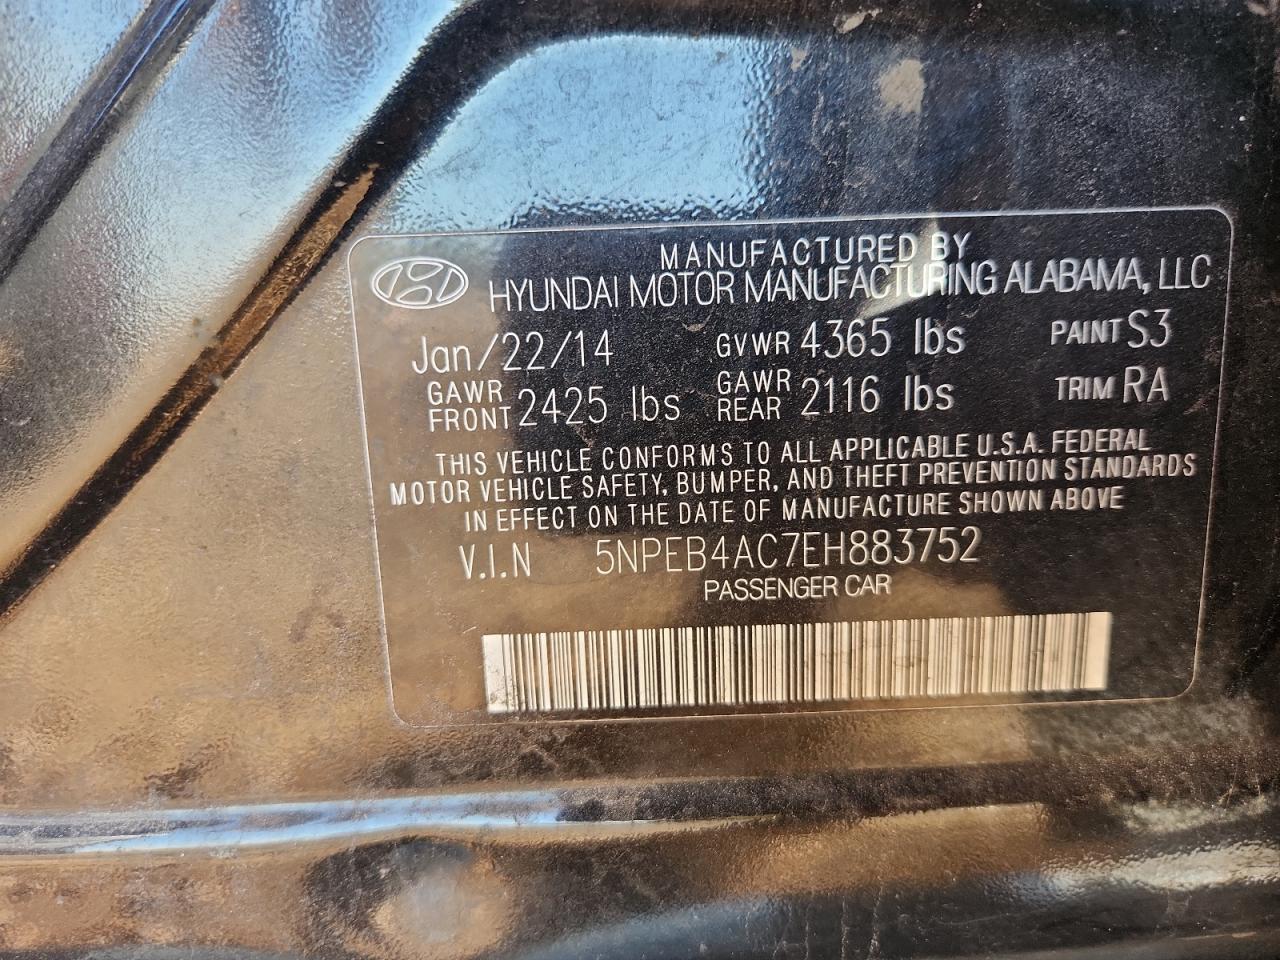 MANUFACTURED BY
HYUNDAI MOTOR MANUFACTURING ALABAMA, LLC
Jan/22/14 GVWR 4365 lbs PAINT S3
GAWR FRONT 2425 lbs GAWR REAR 2116 lbs TRIM RA
THIS VEHICLE CONFORMS TO ALL APPLICABLE U.S.A. FEDERAL
MOTOR VEHICLE SAFETY, BUMPER, AND THEFT PREVENTION STANDARDS
IN EFFECT ON THE DATE OF MANUFACTURE SHOWN ABOVE
V.I.N 5NPEB4AC7EH883752
PASSENGER CAR